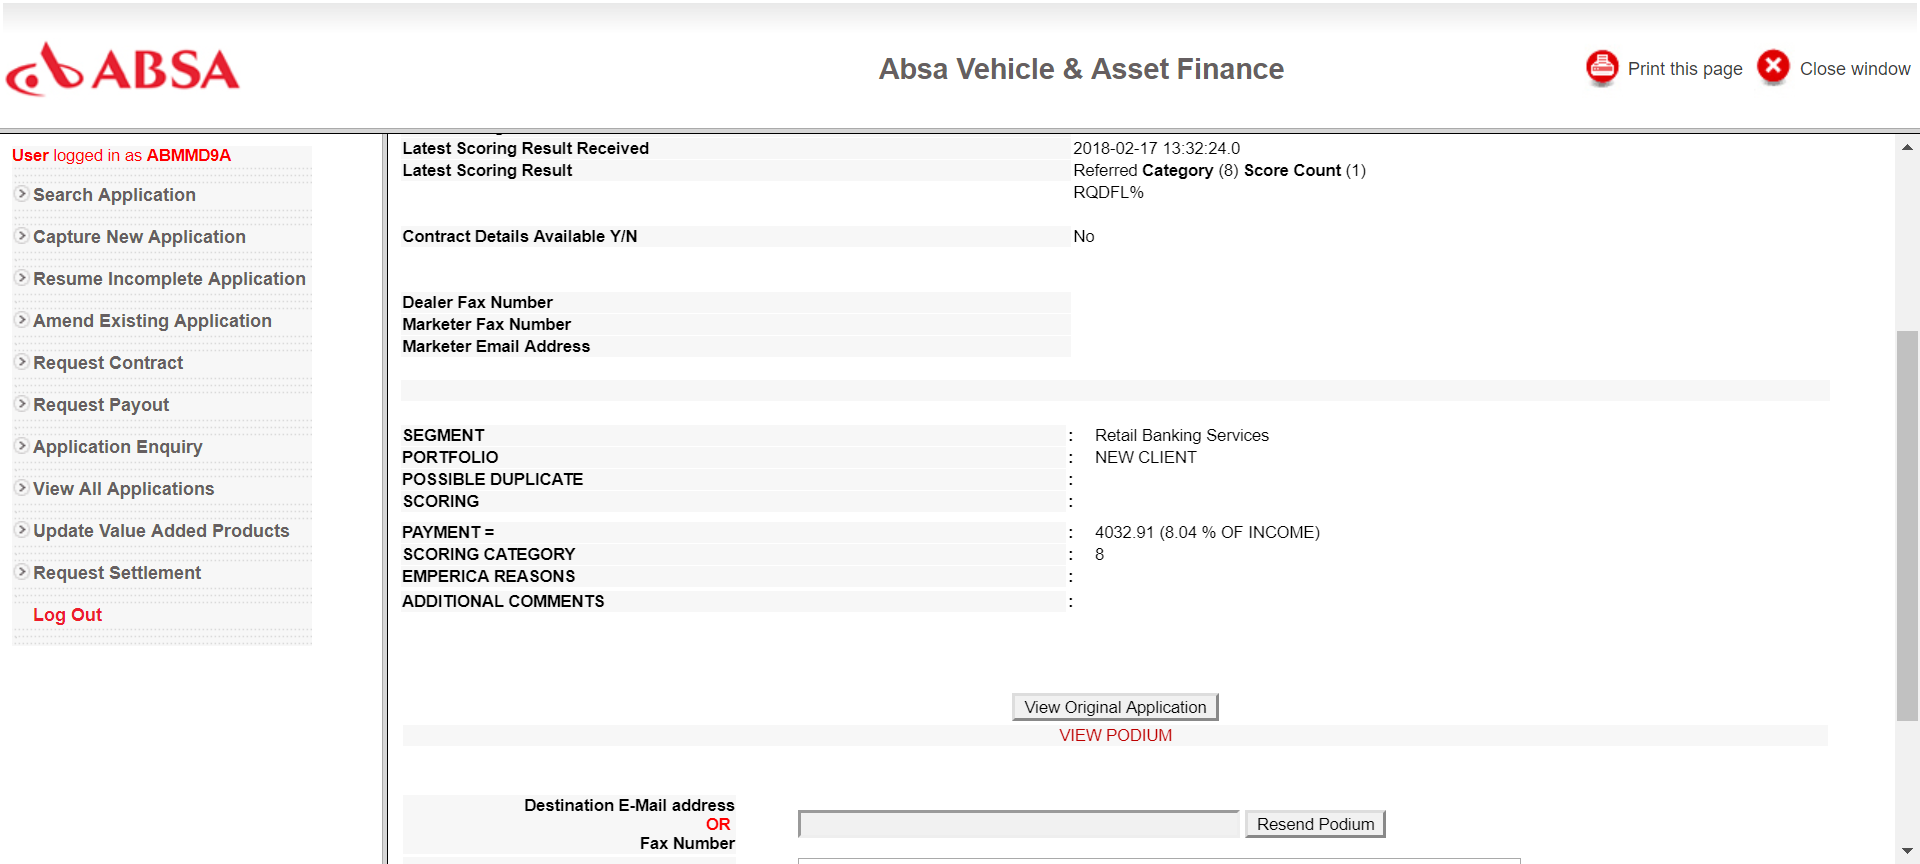 ABSA
Absa Vehicle & Asset Finance
Print this page
Close window
User logged in as ABMMD9A
Search Application
Capture New Application
Resume Incomplete Application
Amend Existing Application
Request Contract
Request Payout
Application Enquiry
View All Applications
Update Value Added Products
Request Settlement
Log Out
Latest Scoring Result Received 2018-02-17 13:32:24.0
Latest Scoring Result Referred Category (8) Score Count (1)
RQDFL%
Contract Details Available Y/N No
Dealer Fax Number
Marketer Fax Number
Marketer Email Address
SEGMENT : Retail Banking Services
PORTFOLIO : NEW CLIENT
POSSIBLE DUPLICATE :
SCORING :
PAYMENT = : 4032.91 (8.04 % OF INCOME)
SCORING CATEGORY : 8
EMPERICA REASONS :
ADDITIONAL COMMENTS :
View Original Application
VIEW PODIUM
Destination E-Mail address
OR
Fax Number
Resend Podium